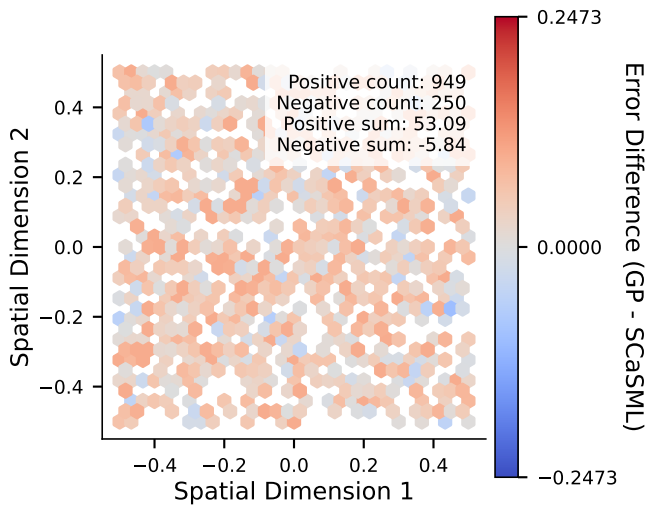 Positive count: 949
Negative count: 250
Positive sum: 53.09
Negative sum: -5.84
0.4
0.2
0.0
−0.2
−0.4
Spatial Dimension 2
−0.4
−0.2
0.0
0.2
0.4
Spatial Dimension 1
0.2473
0.0000
−0.2473
Error Difference (GP - SCaSML)